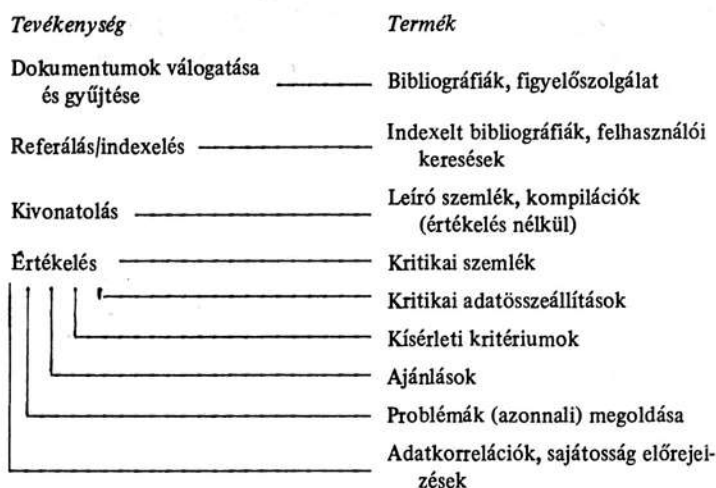 Tevékenység Termék
Dokumentumok válogatása
és gyűjtése
Bibliográfiák, figyelőszolgálat
Referálás/indexelés
Indexelt bibliográfiák, felhasználói
keresések
Kivonatolás
Leíró szemlék, kompilációk
(értékelés nélkül)
Értékelés
Kritikai szemlék
Kritikai adatösszeállítások
Kísérleti kritériumok
Ajánlások
Problémák (azonnali) megoldása
Adatkorrelációk, sajátosság előrejel-
zések